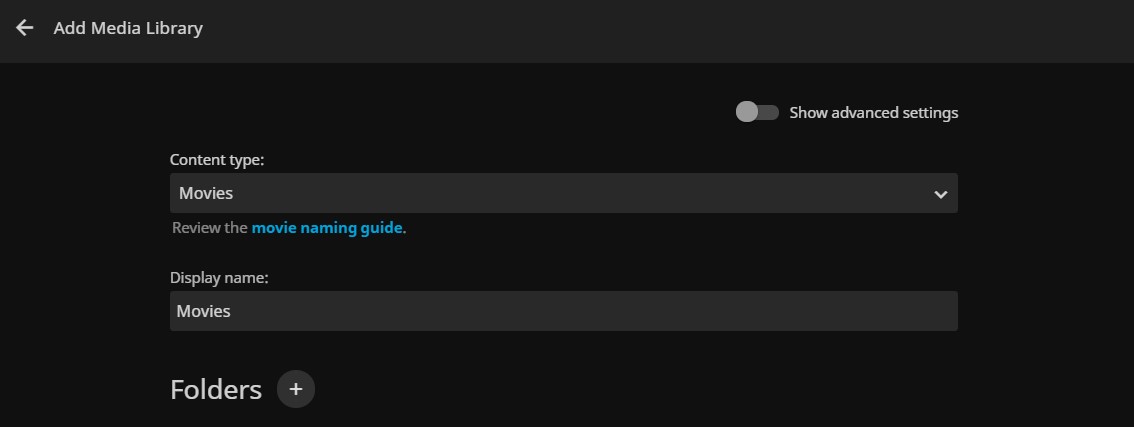 Add Media Library
Show advanced settings
Content type:
Movies
Review the movie naming guide.
Display name:
Movies
Folders +